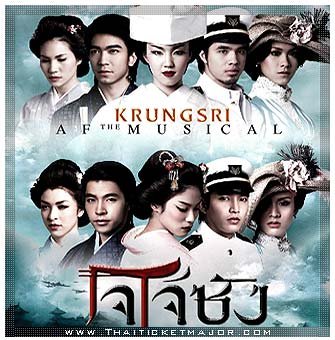 KRUNGSRI
AF THE MUSICAL
โจโจ้ซัง
www.Thaiticketmajor.com